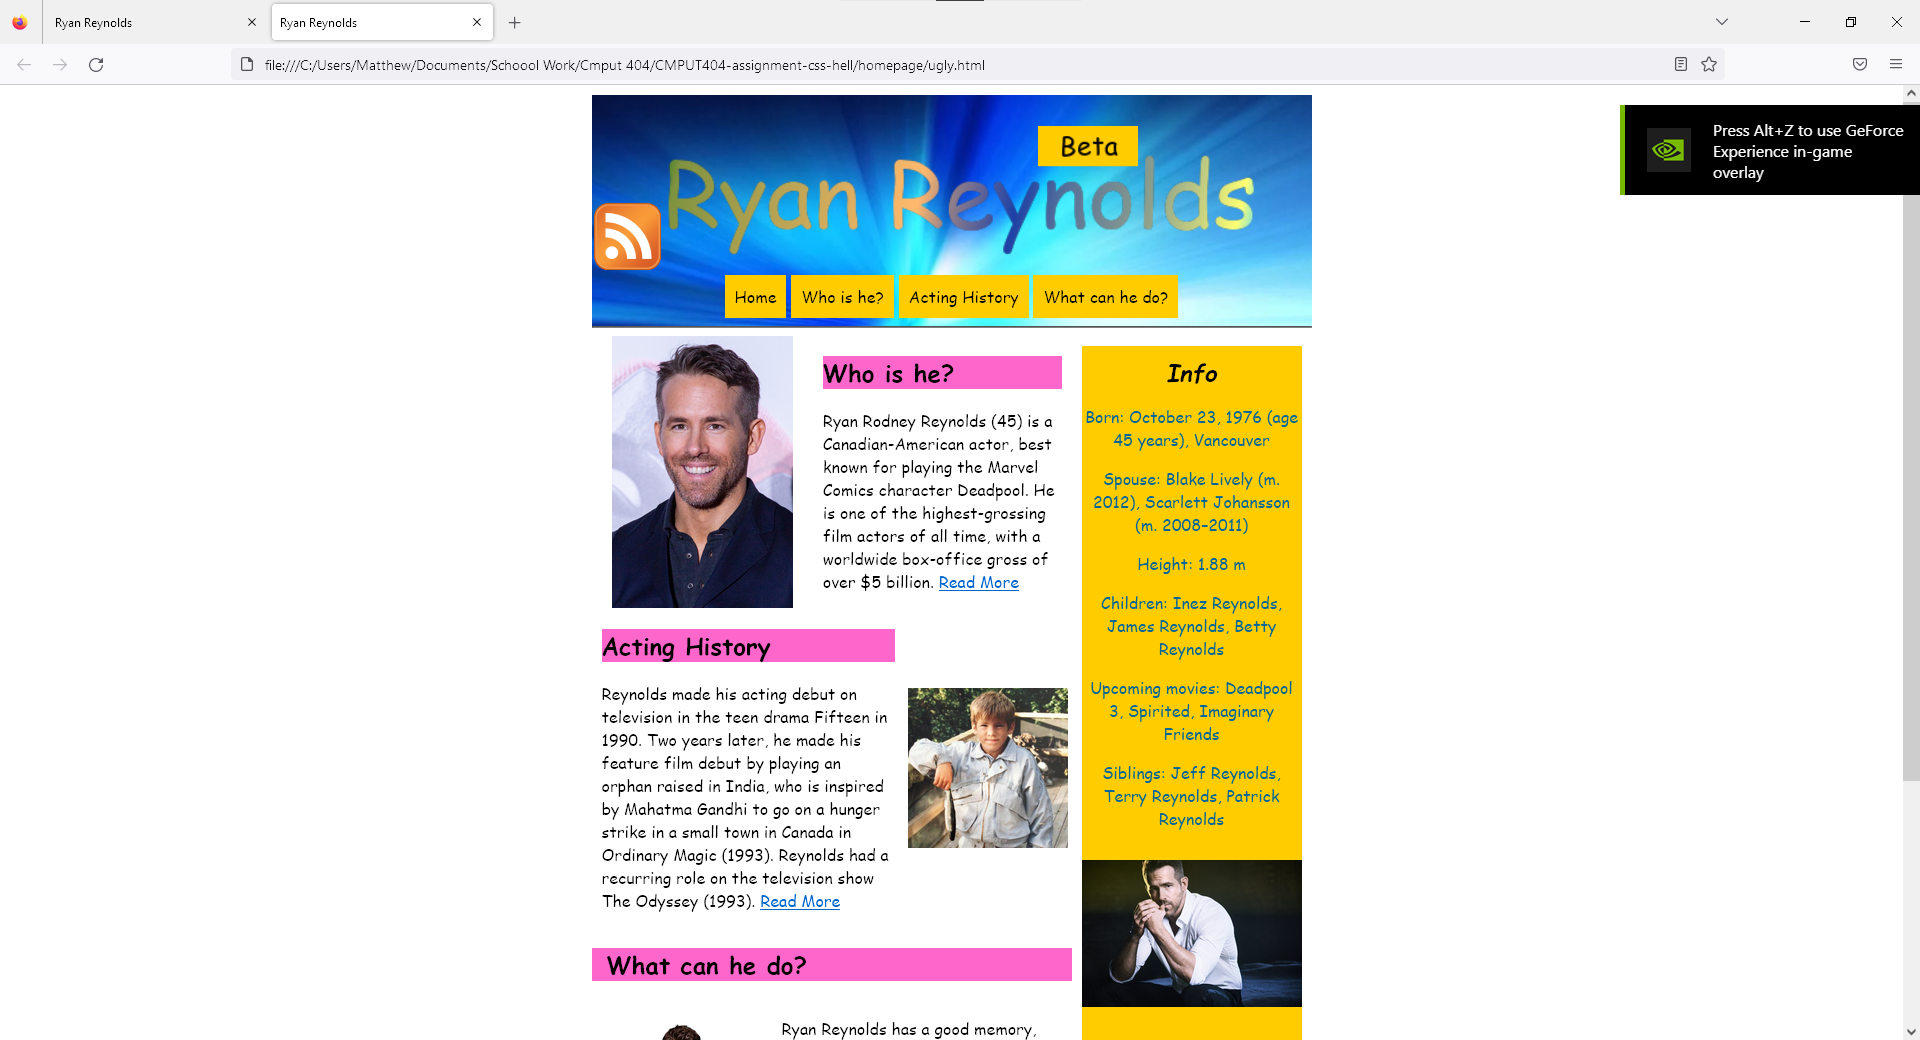 Ryan Reynolds
Ryan Reynolds
file:///C:/Users/Matthew/Documents/Schoool Work/Cmput 404/CMPUT404-assignment-css-hell/homepage/ugly.html
Press Alt+Z to use GeForce
Experience in-game
overlay
Beta
Ryan Reynolds
Home
Who is he?
Acting History
What can he do?
Who is he?
Ryan Rodney Reynolds (45) is a
Canadian-American actor, best
known for playing the Marvel
Comics character Deadpool. He
is one of the highest-grossing
film actors of all time, with a
worldwide box-office gross of
over $5 billion. Read More
Acting History
Reynolds made his acting debut on
television in the teen drama Fifteen in
1990. Two years later, he made his
feature film debut by playing an
orphan raised in India, who is inspired
by Mahatma Gandhi to go on a hunger
strike in a small town in Canada in
Ordinary Magic (1993). Reynolds had a
recurring role on the television show
The Odyssey (1993). Read More
What can he do?
Ryan Reynolds has a good memory,
Info
Born: October 23, 1976 (age
45 years), Vancouver
Spouse: Blake Lively (m.
2012), Scarlett Johansson
(m. 2008–2011)
Height: 1.88 m
Children: Inez Reynolds,
James Reynolds, Betty
Reynolds
Upcoming movies: Deadpool
3, Spirited, Imaginary
Friends
Siblings: Jeff Reynolds,
Terry Reynolds, Patrick
Reynolds